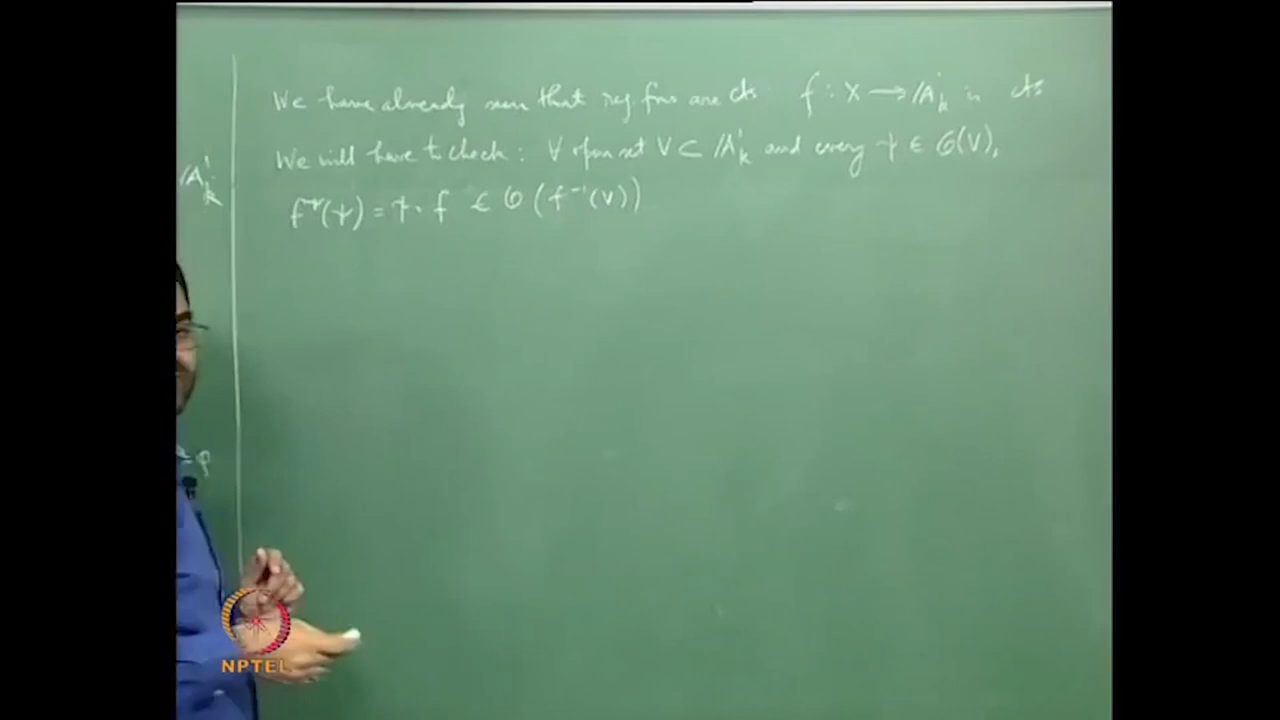 We have already seen that reg fns are cts. f : X → 𝔸¹ₖ is cts
We will have to check : ∀ open set V ⊂ 𝔸¹ₖ and every ψ ∈ O(V),
𝔸¹ₖ
f*(ψ) = ψ∘f ∈ O(f⁻¹(V))
φ
NPTEL